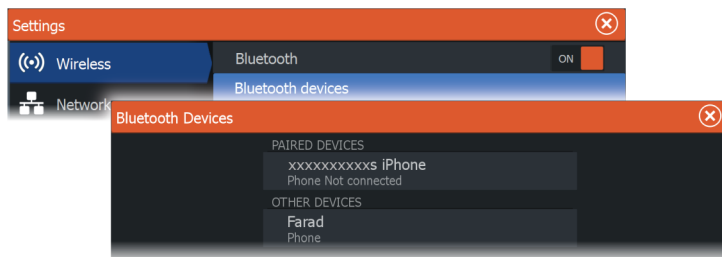 Settings
Wireless
Bluetooth
ON
Bluetooth devices
Network
Bluetooth Devices
PAIRED DEVICES
xxxxxxxxxxs iPhone
Phone Not connected
OTHER DEVICES
Farad
Phone